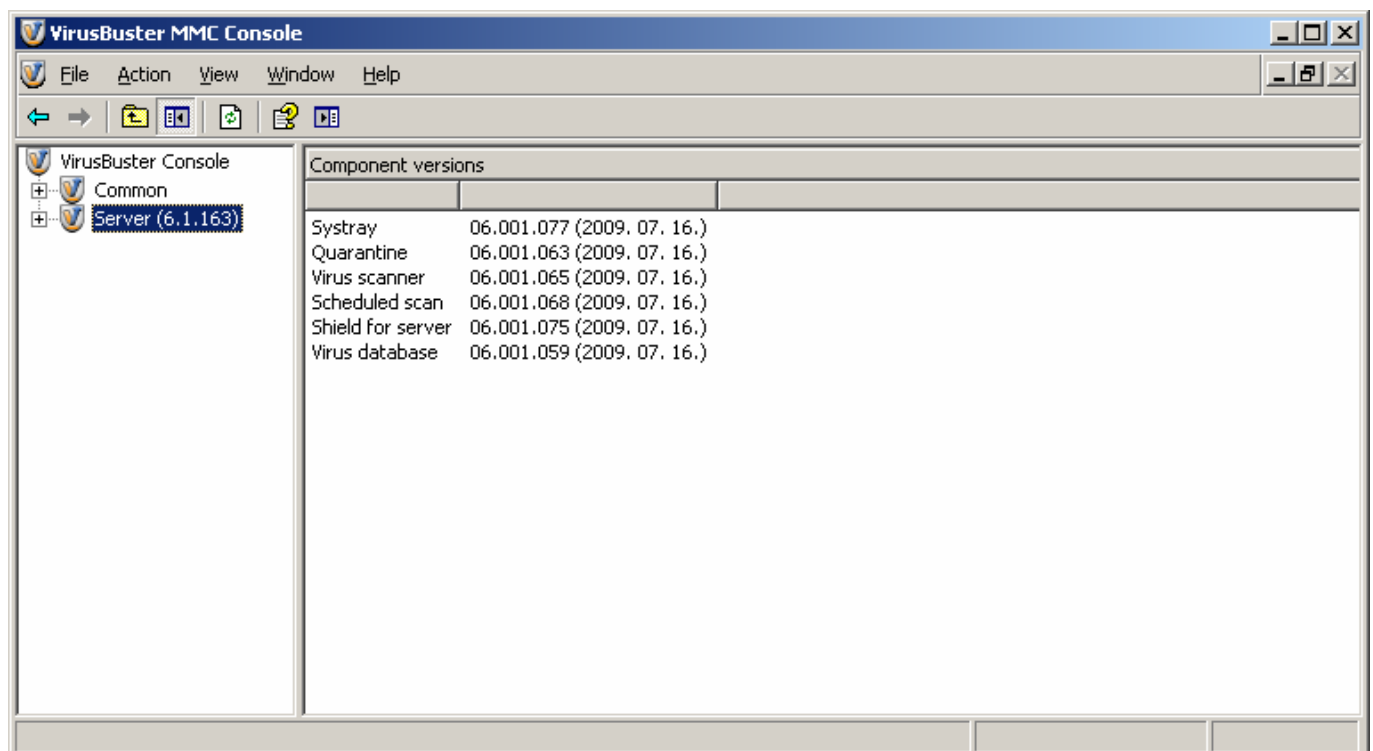 VirusBuster MMC Console
File Action View Window Help
VirusBuster Console
Common
Server (6.1.163)
Component versions
Systray 06.001.077 (2009. 07. 16.)
Quarantine 06.001.063 (2009. 07. 16.)
Virus scanner 06.001.065 (2009. 07. 16.)
Scheduled scan 06.001.068 (2009. 07. 16.)
Shield for server 06.001.075 (2009. 07. 16.)
Virus database 06.001.059 (2009. 07. 16.)